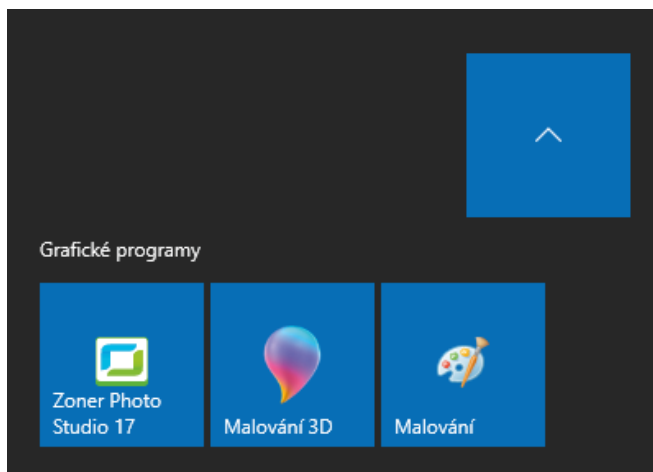 Grafické programy
Zoner Photo
Studio 17
Malování 3D
Malování